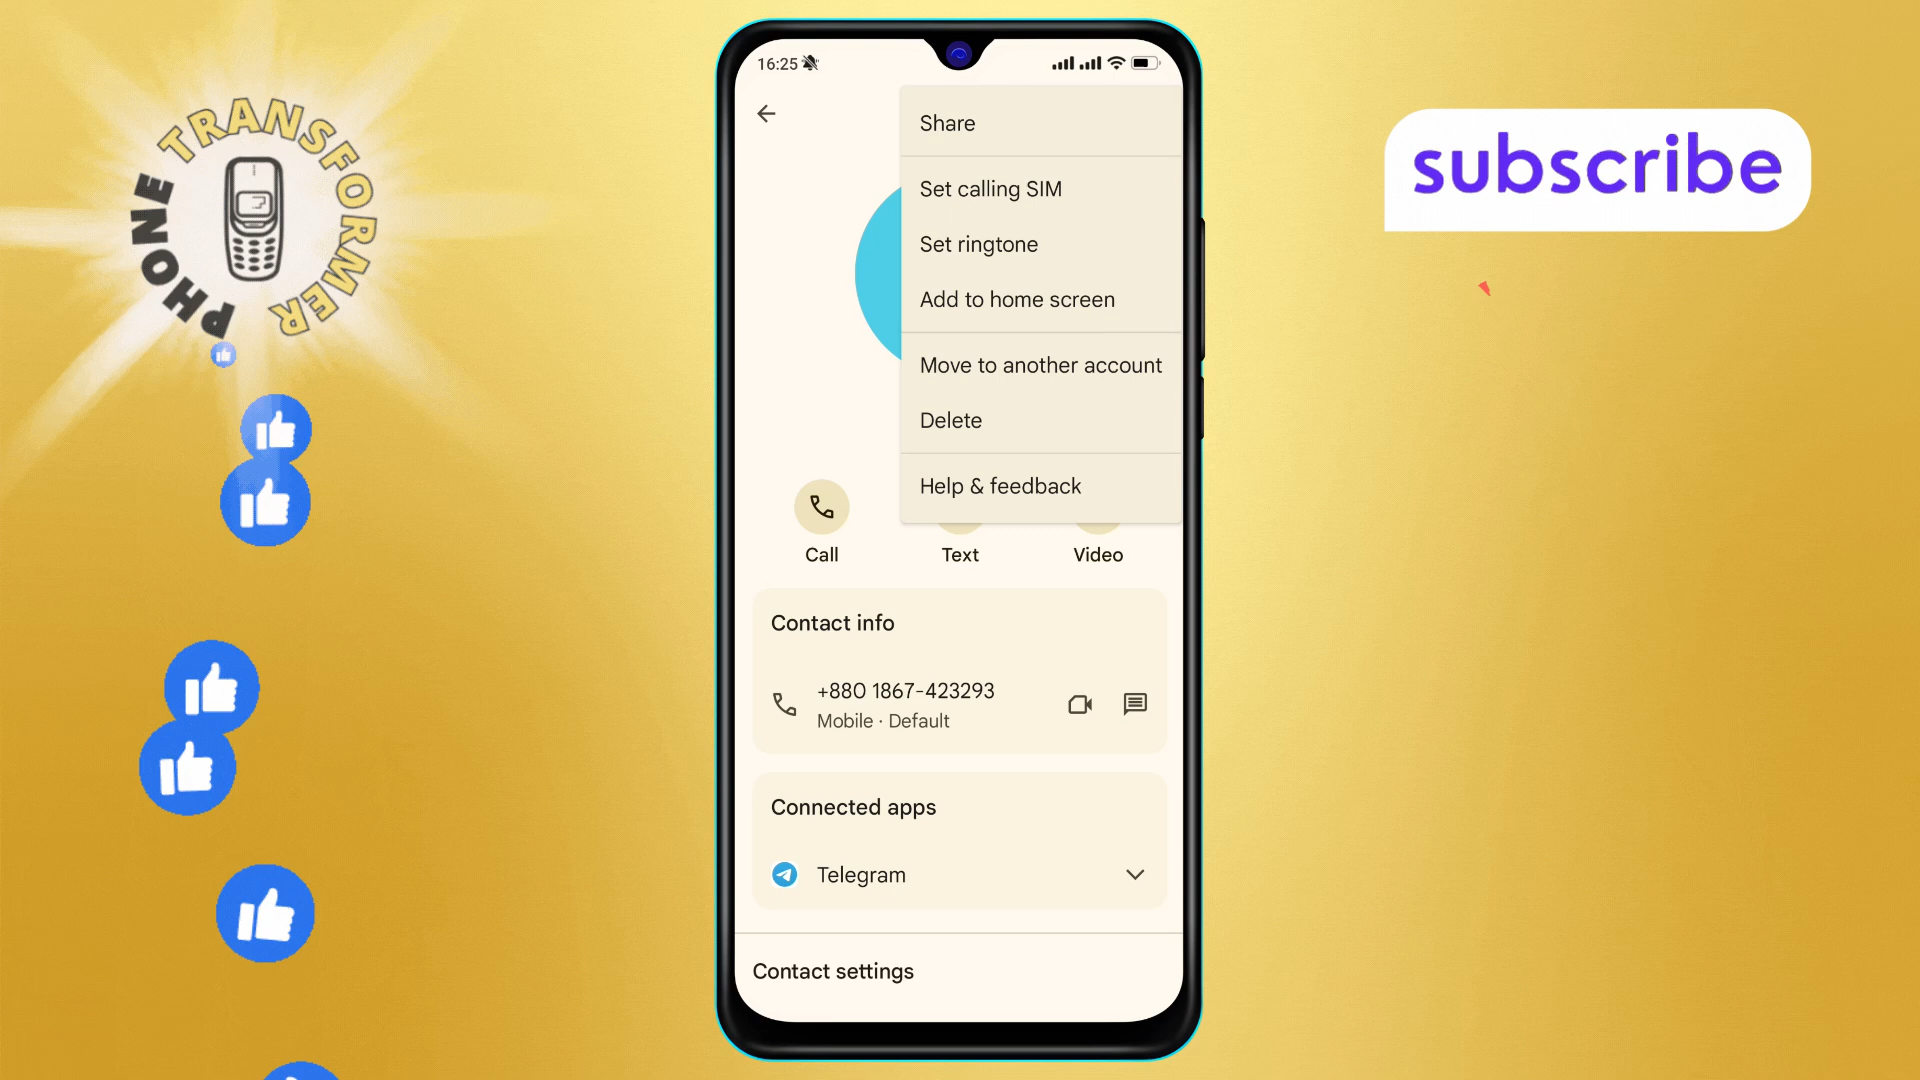 PHONE TRANSFORMER
16:25
Share
Set calling SIM
Set ringtone
Add to home screen
Move to another account
Delete
Help & feedback
Call
Text
Video
Contact info
+880 1867-423293
Mobile · Default
Connected apps
Telegram
Contact settings
subscribe